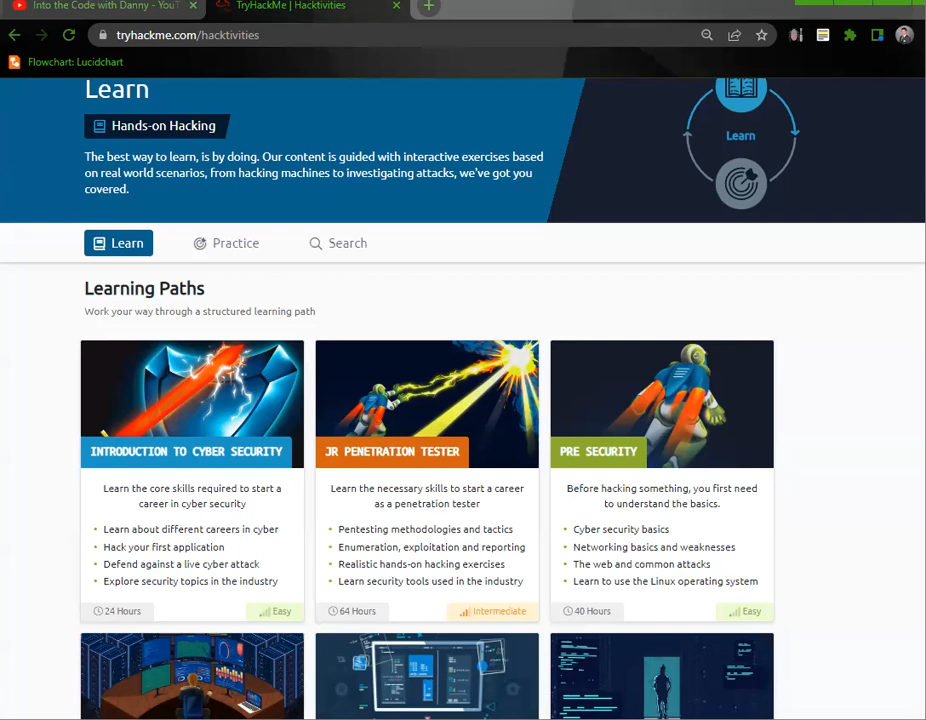 Into the Code with Danny - YouT
TryHackMe | Hacktivities
tryhackme.com/hacktivities
Flowchart: Lucidchart
Learn
Hands-on Hacking
The best way to learn, is by doing. Our content is guided with interactive exercises based
on real world scenarios, from hacking machines to investigating attacks, we've got you
covered.
Learn
Learn
Practice
Search
Learning Paths
Work your way through a structured learning path
INTRODUCTION TO CYBER SECURITY
Learn the core skills required to start a
career in cyber security
• Learn about different careers in cyber
• Hack your first application
• Defend against a live cyber attack
• Explore security topics in the industry
24 Hours
Easy
JR PENETRATION TESTER
Learn the necessary skills to start a career
as a penetration tester
• Pentesting methodologies and tactics
• Enumeration, exploitation and reporting
• Realistic hands-on hacking exercises
• Learn security tools used in the industry
64 Hours
Intermediate
PRE SECURITY
Before hacking something, you first need
to understand the basics.
• Cyber security basics
• Networking basics and weaknesses
• The web and common attacks
• Learn to use the Linux operating system
40 Hours
Easy